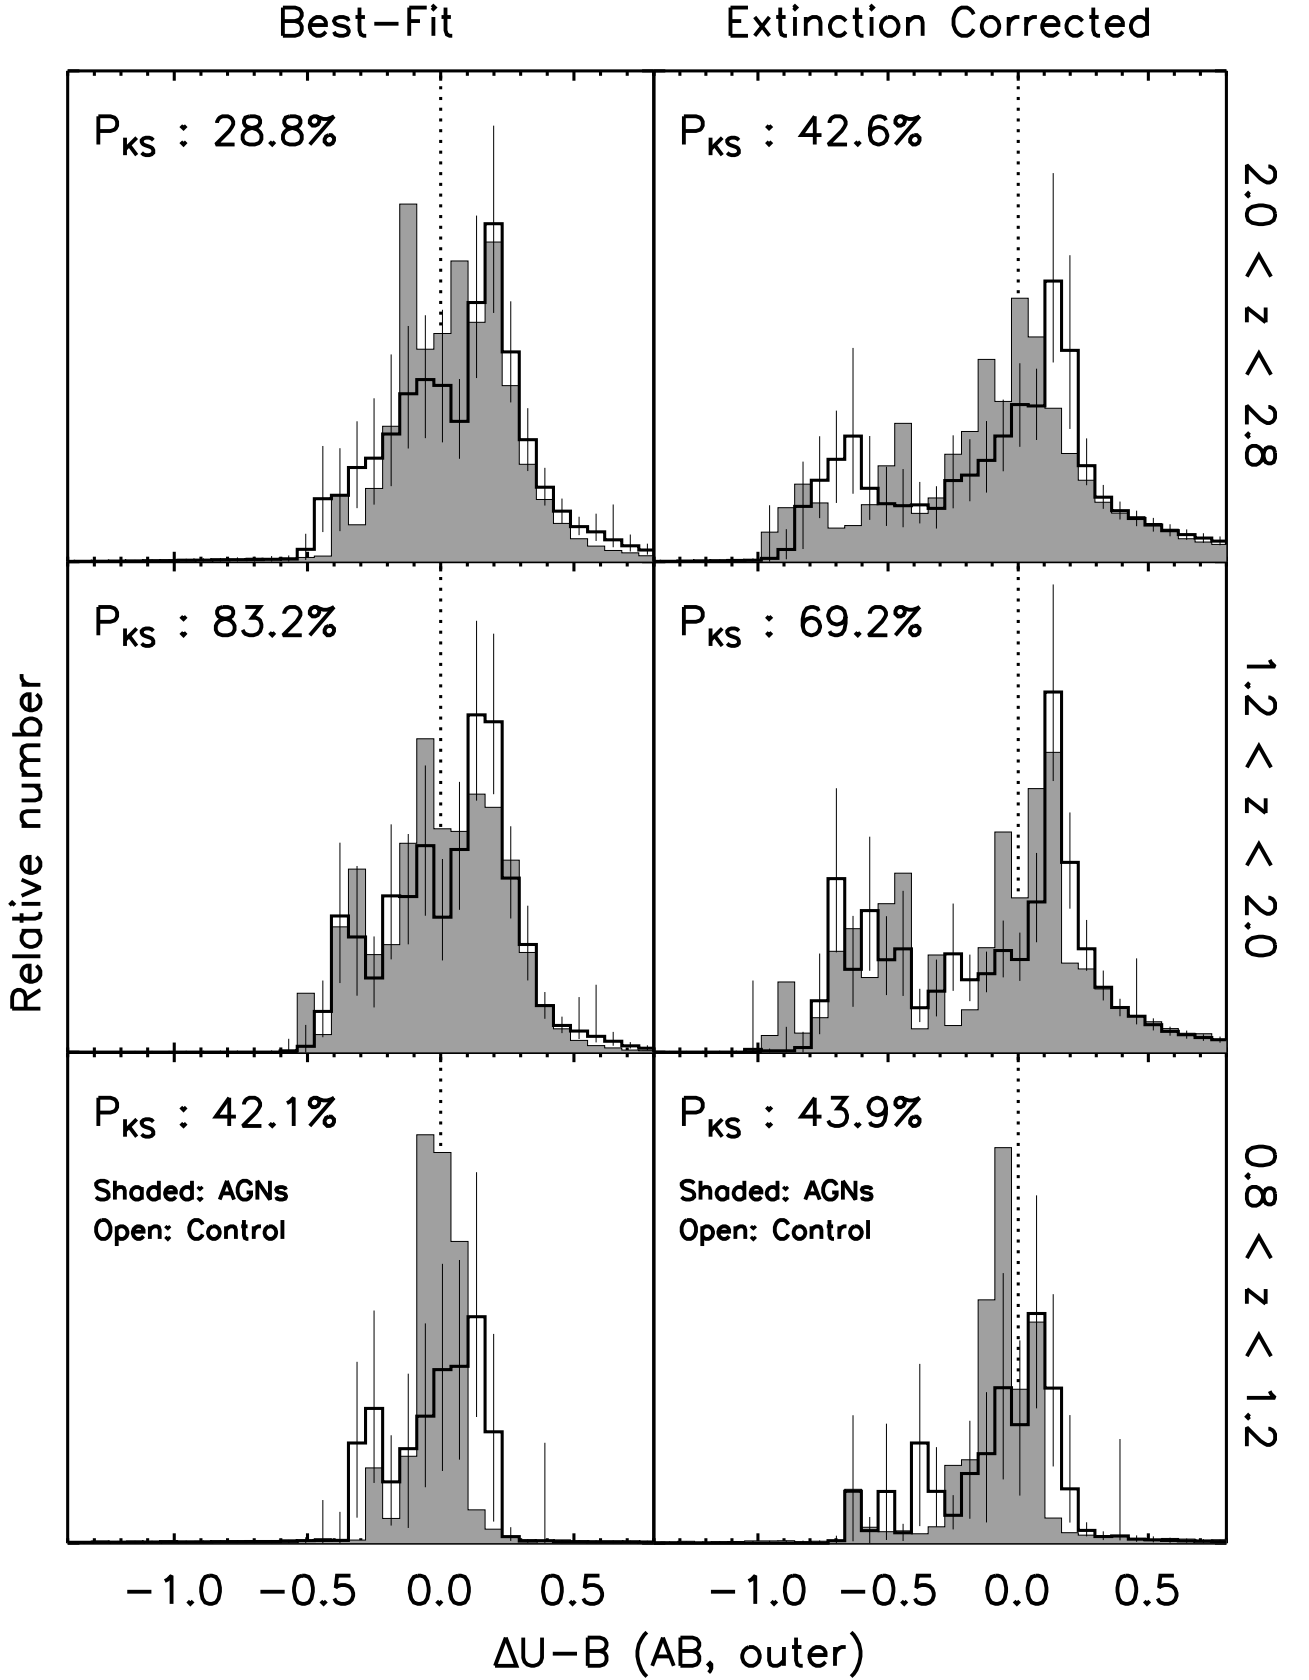 Best−Fit
Extinction Corrected
P_KS : 28.8%
P_KS : 42.6%
2.0 < z < 2.8
P_KS : 83.2%
P_KS : 69.2%
1.2 < z < 2.0
Relative number
P_KS : 42.1%
Shaded: AGNs
Open: Control
P_KS : 43.9%
Shaded: AGNs
Open: Control
0.8 < z < 1.2
−1.0 −0.5 0.0 0.5
−1.0 −0.5 0.0 0.5
ΔU−B (AB, outer)